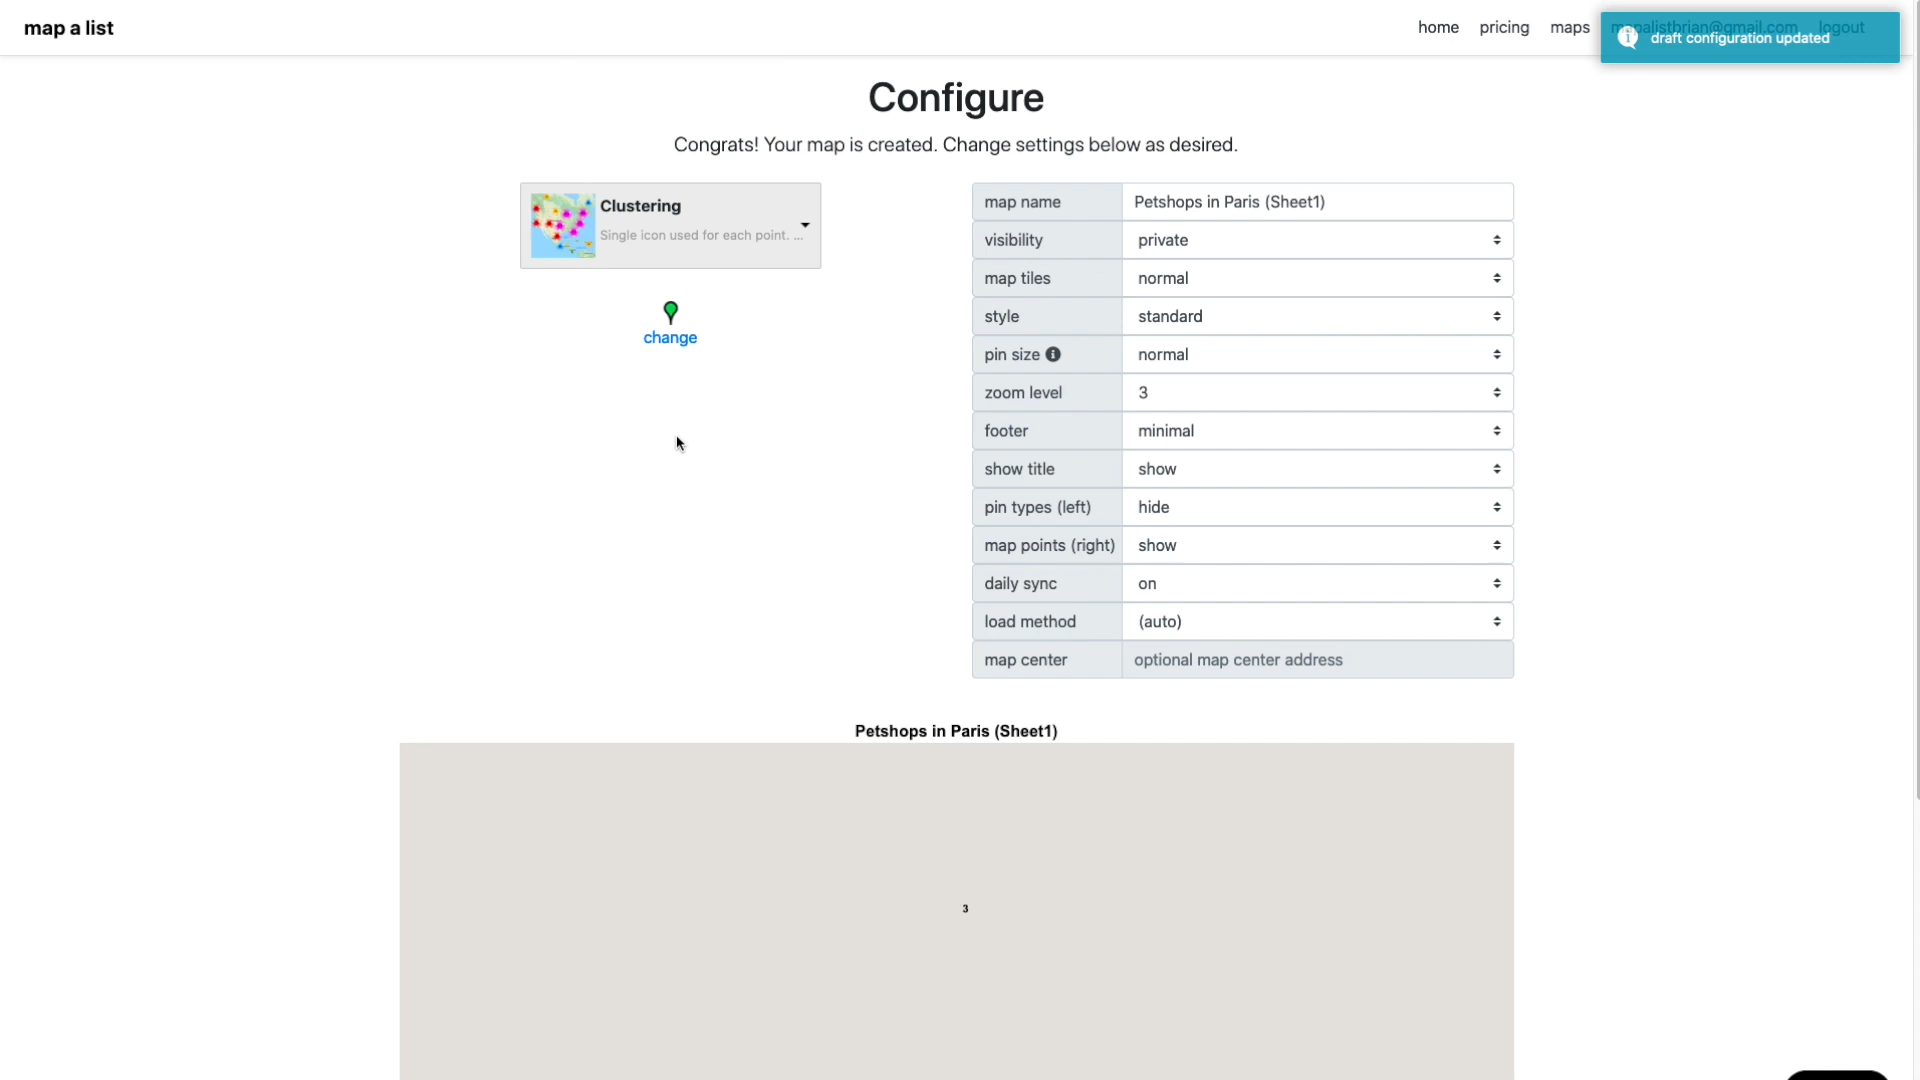 map a list
home pricing maps mapalistbrian@gmail.com logout
draft configuration updated
Configure
Congrats! Your map is created. Change settings below as desired.
Clustering
Single icon used for each point. ...
change
map name Petshops in Paris (Sheet1)
visibility private
map tiles normal
style standard
pin size normal
zoom level 3
footer minimal
show title show
pin types (left) hide
map points (right) show
daily sync on
load method (auto)
map center optional map center address
Petshops in Paris (Sheet1)
3